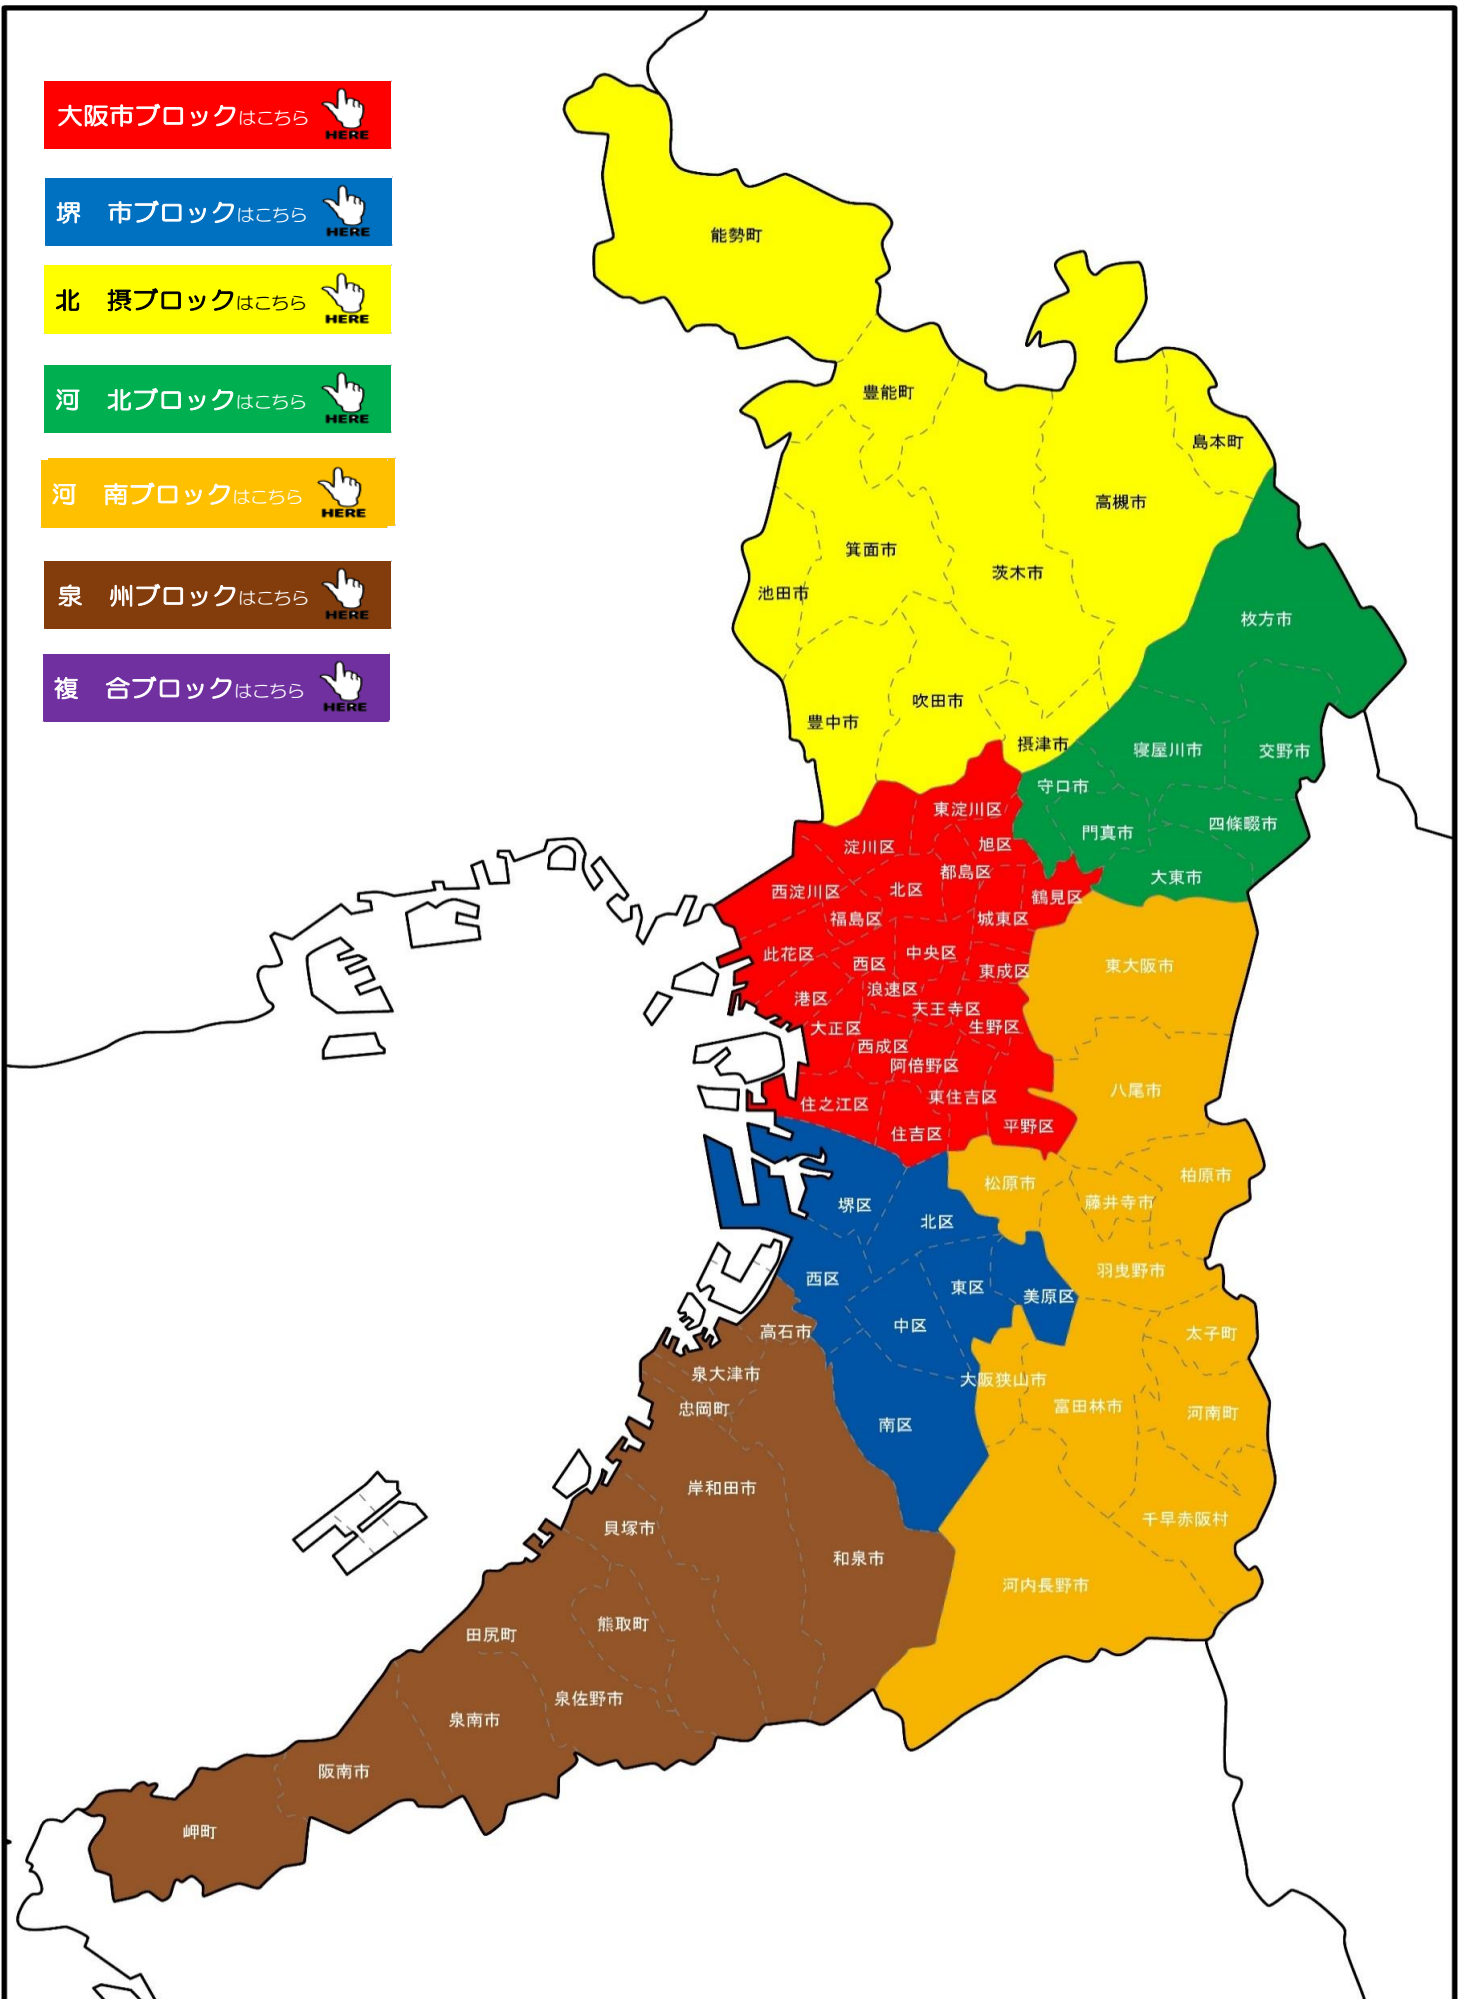 大阪市ブロックはこちら
HERE
堺　市ブロックはこちら
HERE
北　摂ブロックはこちら
HERE
河　北ブロックはこちら
HERE
河　南ブロックはこちら
HERE
泉　州ブロックはこちら
HERE
複　合ブロックはこちら
HERE
能勢町
豊能町
島本町
高槻市
箕面市
茨木市
池田市
枚方市
吹田市
豊中市
摂津市
寝屋川市
交野市
守口市
東淀川区
四條畷市
門真市
淀川区
旭区
都島区
大東市
西淀川区
北区
鶴見区
福島区
城東区
此花区
中央区
西区
東成区
東大阪市
浪速区
港区
天王寺区
大正区
生野区
西成区
阿倍野区
八尾市
東住吉区
住之江区
平野区
住吉区
柏原市
松原市
藤井寺市
堺区
北区
羽曳野市
西区
東区
美原区
中区
高石市
太子町
泉大津市
大阪狭山市
忠岡町
富田林市
河南町
南区
岸和田市
千早赤阪村
貝塚市
和泉市
河内長野市
熊取町
田尻町
泉佐野市
泉南市
阪南市
岬町